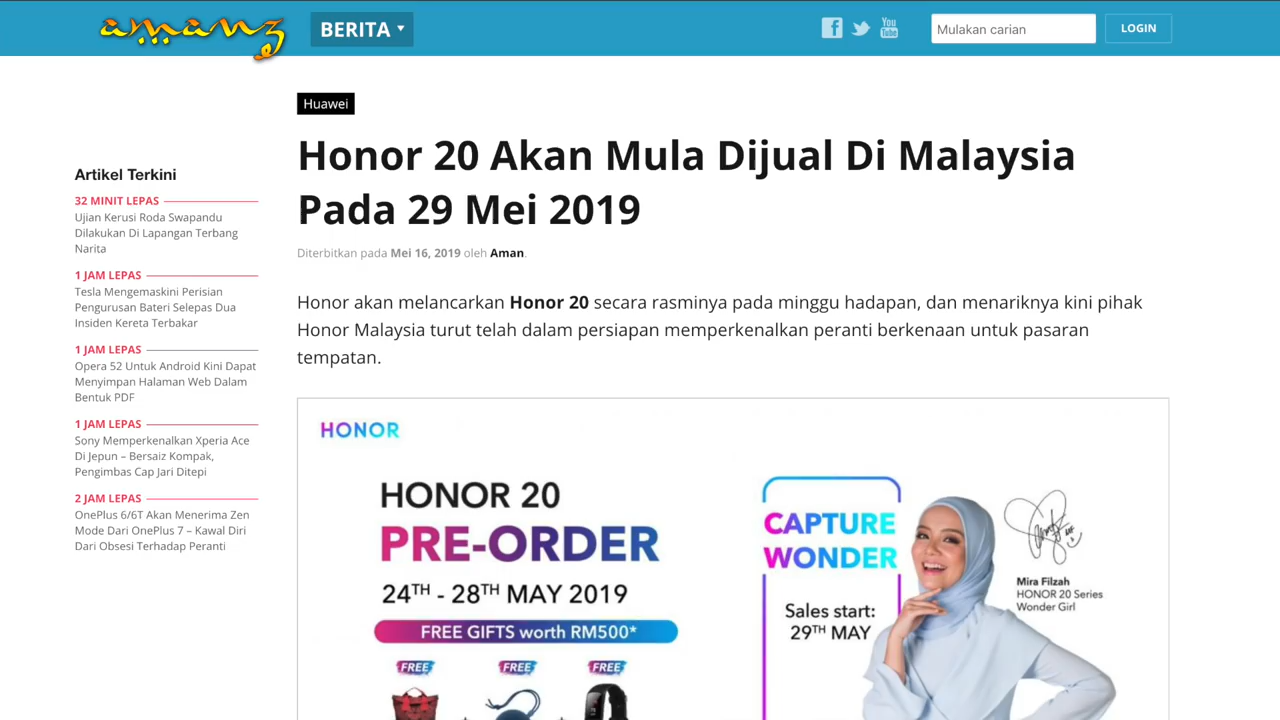 amanz
BERITA
Mulakan carian
LOGIN
Huawei
Honor 20 Akan Mula Dijual Di Malaysia
Pada 29 Mei 2019
Diterbitkan pada Mei 16, 2019 oleh Aman.
Honor akan melancarkan Honor 20 secara rasminya pada minggu hadapan, dan menariknya kini pihak
Honor Malaysia turut telah dalam persiapan memperkenalkan peranti berkenaan untuk pasaran
tempatan.
Artikel Terkini
32 MINIT LEPAS
Ujian Kerusi Roda Swapandu
Dilakukan Di Lapangan Terbang
Narita
1 JAM LEPAS
Tesla Mengemaskini Perisian
Pengurusan Bateri Selepas Dua
Insiden Kereta Terbakar
1 JAM LEPAS
Opera 52 Untuk Android Kini Dapat
Menyimpan Halaman Web Dalam
Bentuk PDF
1 JAM LEPAS
Sony Memperkenalkan Xperia Ace
Di Jepun – Bersaiz Kompak,
Pengimbas Cap Jari Ditepi
2 JAM LEPAS
OnePlus 6/6T Akan Menerima Zen
Mode Dari OnePlus 7 – Kawal Diri
Dari Obsesi Terhadap Peranti
HONOR
HONOR 20
PRE-ORDER
24TH - 28TH MAY 2019
FREE GIFTS worth RM500*
FREE FREE FREE
CAPTURE
WONDER
Sales start:
29TH MAY
Mira Filzah
HONOR 20 Series
Wonder Girl